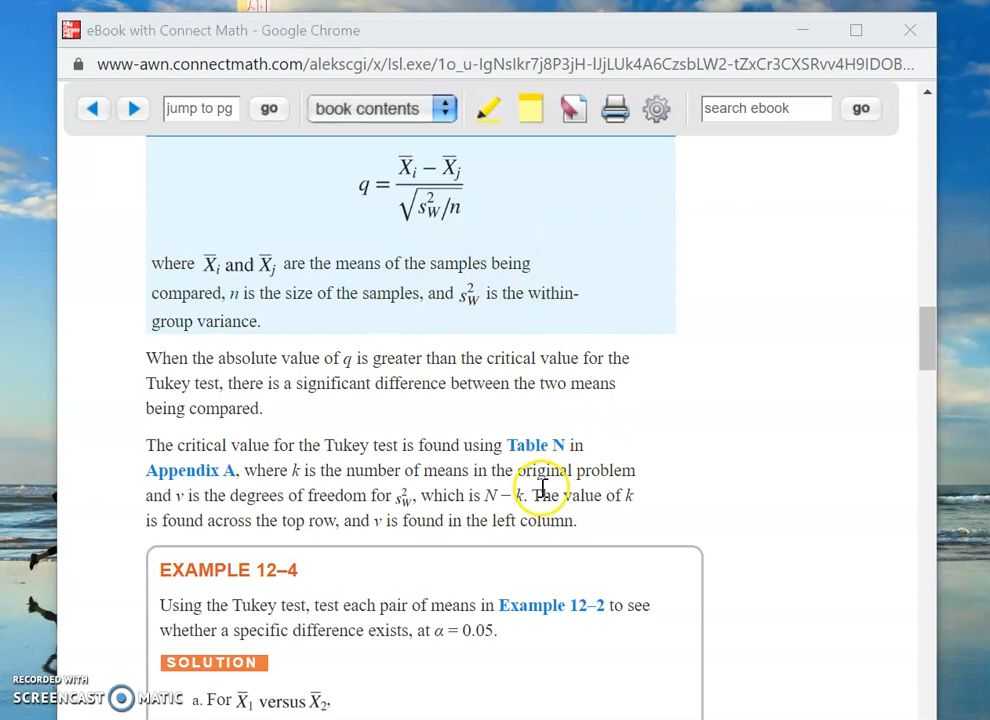 eBook with Connect Math - Google Chrome
www-awn.connectmath.com/alekscgi/x/Isl.exe/1o_u-IgNsIkr7j8P3jH-lJjLUk4A6CzsbLW2-tZxCr3CXSRvv4H9IDOB...
jump to pg go book contents search ebook go
q = (X̅i − X̅j) / √(s²W/n)
where X̅i and X̅j are the means of the samples being
compared, n is the size of the samples, and s²W is the within-
group variance.
When the absolute value of q is greater than the critical value for the
Tukey test, there is a significant difference between the two means
being compared.
The critical value for the Tukey test is found using Table N in
Appendix A, where k is the number of means in the original problem
and v is the degrees of freedom for s²W, which is N − k. The value of k
is found across the top row, and v is found in the left column.
EXAMPLE 12–4
Using the Tukey test, test each pair of means in Example 12–2 to see
whether a specific difference exists, at α = 0.05.
SOLUTION
a. For X̅1 versus X̅2,
RECORDED WITH
SCREENCAST MATIC